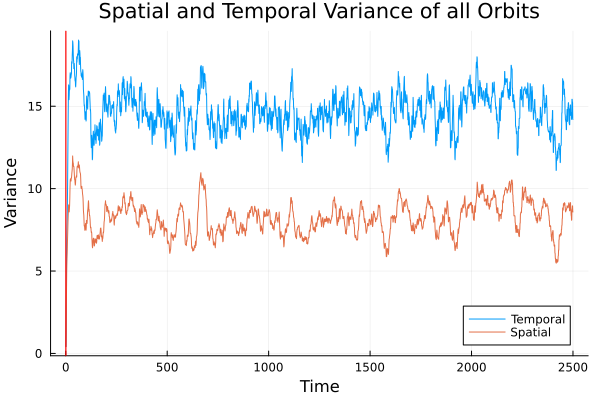 Spatial and Temporal Variance of all Orbits
Variance
15
10
5
0
0 500 1000 1500 2000 2500
Time
Temporal
Spatial